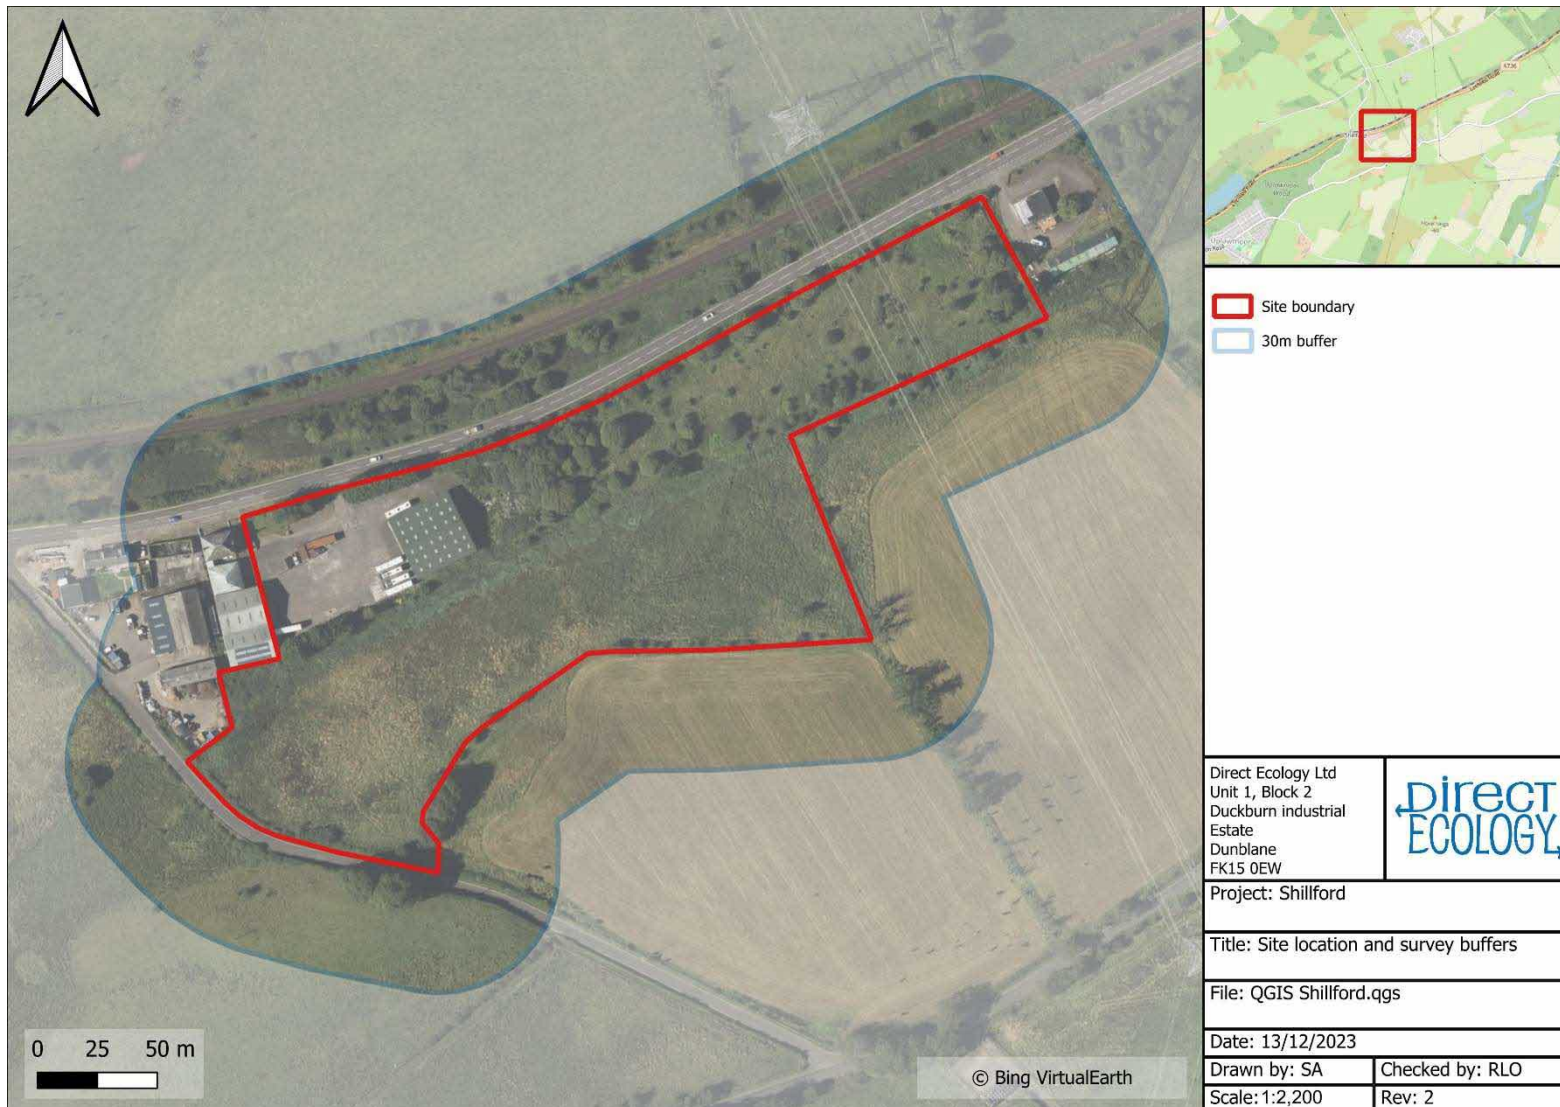 A736
Site boundary
30m buffer
Direct Ecology Ltd
Unit 1, Block 2
Duckburn industrial
Estate
Dunblane
FK15 0EW
DIRECT
ECOLOGY
Project: Shillford
Title: Site location and survey buffers
File: QGIS Shillford.qgs
Date: 13/12/2023
Drawn by: SA
Checked by: RLO
Scale: 1:2,200
Rev: 2
0 25 50 m
© Bing VirtualEarth